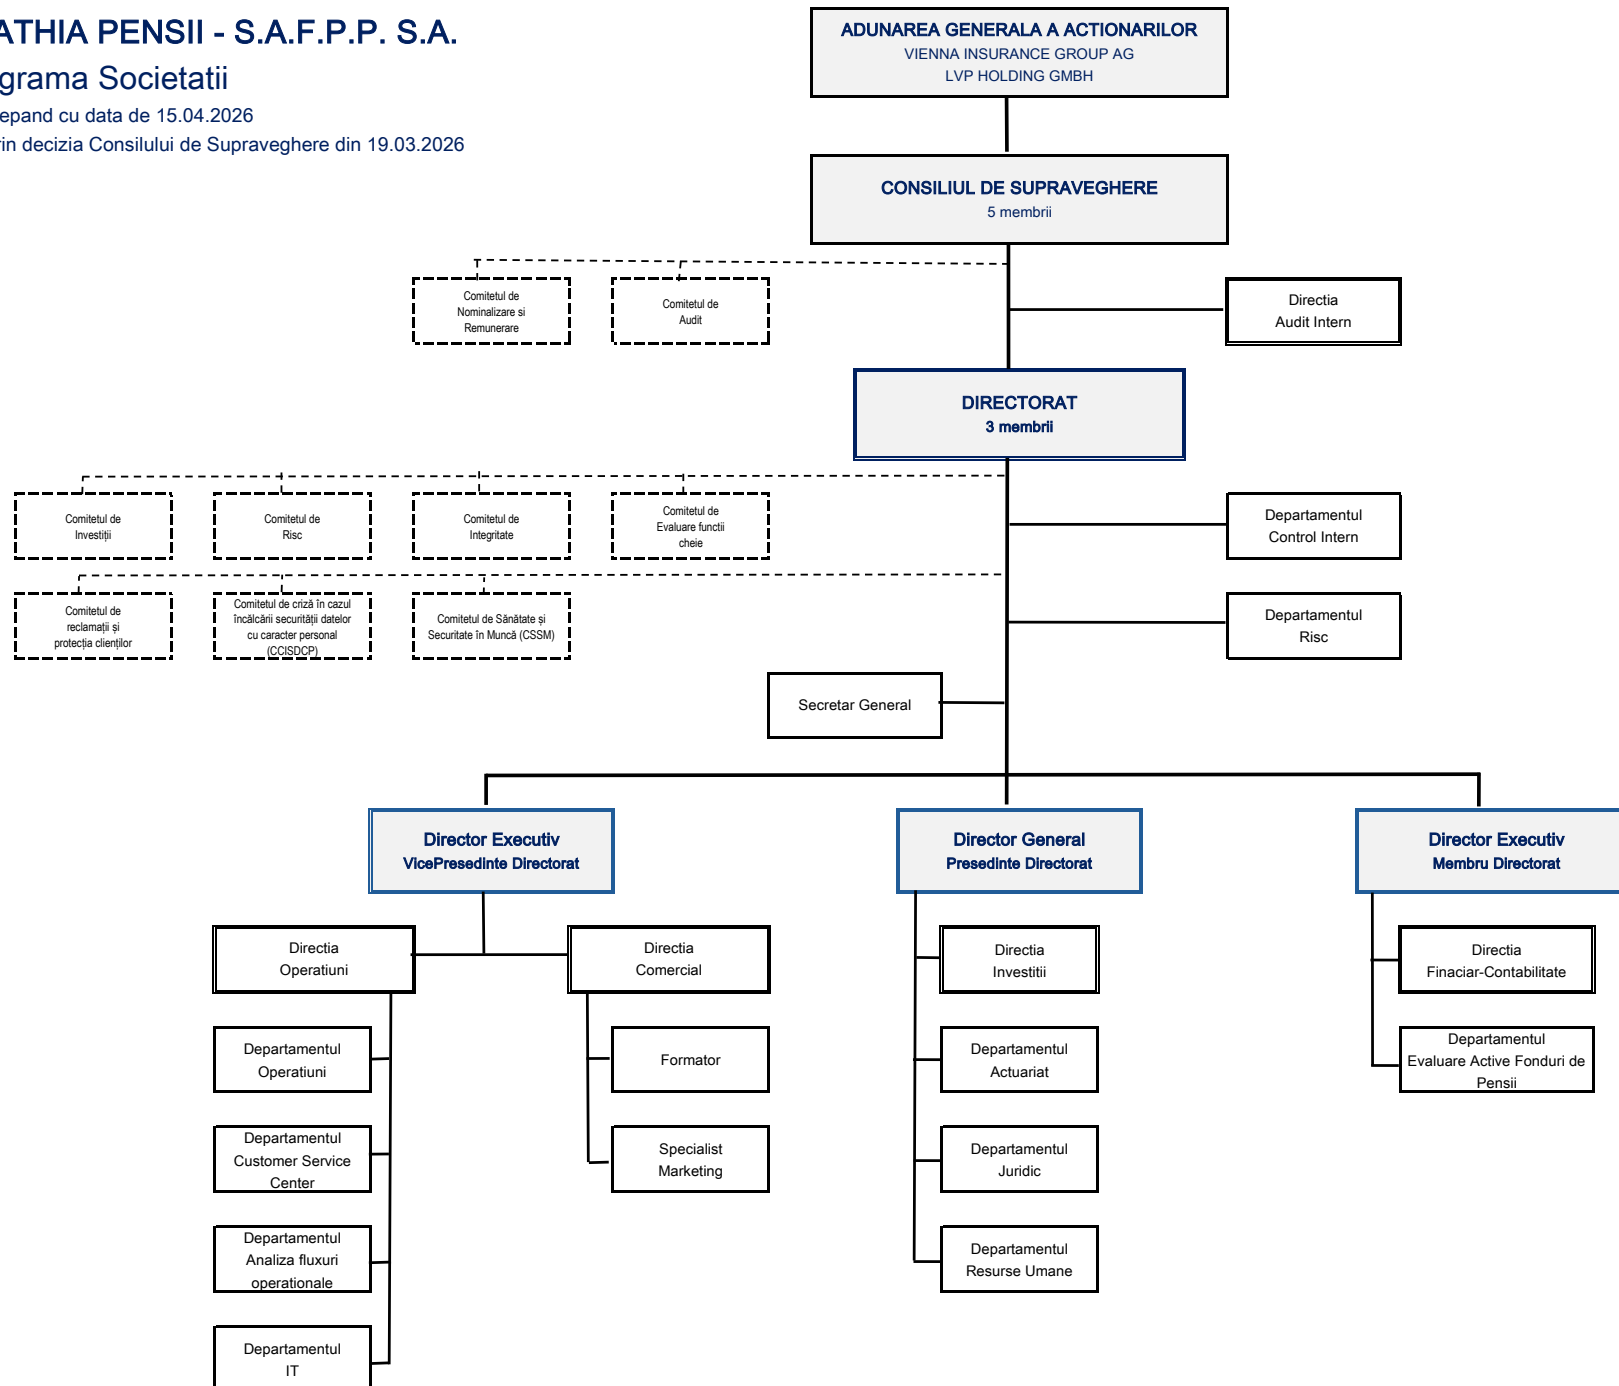 ATHIA PENSII - S.A.F.P.P. S.A.
grama Societatii
epand cu data de 15.04.2026
rin decizia Consilului de Supraveghere din 19.03.2026
ADUNAREA GENERALA A ACTIONARILOR
VIENNA INSURANCE GROUP AG
LVP HOLDING GMBH
CONSILIUL DE SUPRAVEGHERE
5 membrii
Comitetul de
Nominalizare si
Remunerare
Comitetul de
Audit
Directia
Audit Intern
DIRECTORAT
3 membrii
Comitetul de
Investiții
Comitetul de
Risc
Comitetul de
Integritate
Comitetul de
Evaluare functii
cheie
Departamentul
Control Intern
Comitetul de
reclamații și
protecția clienților
Comitetul de criză în cazul
încălcării securității datelor
cu caracter personal
(CCISDCP)
Comitetul de Sănătate și
Securitate în Muncă (CSSM)
Departamentul
Risc
Secretar General
Director Executiv
VicePresedinte Directorat
Director General
Presedinte Directorat
Director Executiv
Membru Directorat
Directia
Operatiuni
Directia
Comercial
Directia
Investitii
Directia
Finaciar-Contabilitate
Departamentul
Operatiuni
Formator
Departamentul
Actuariat
Departamentul
Evaluare Active Fonduri de
Pensii
Departamentul
Customer Service
Center
Specialist
Marketing
Departamentul
Juridic
Departamentul
Analiza fluxuri
operationale
Departamentul
Resurse Umane
Departamentul
IT